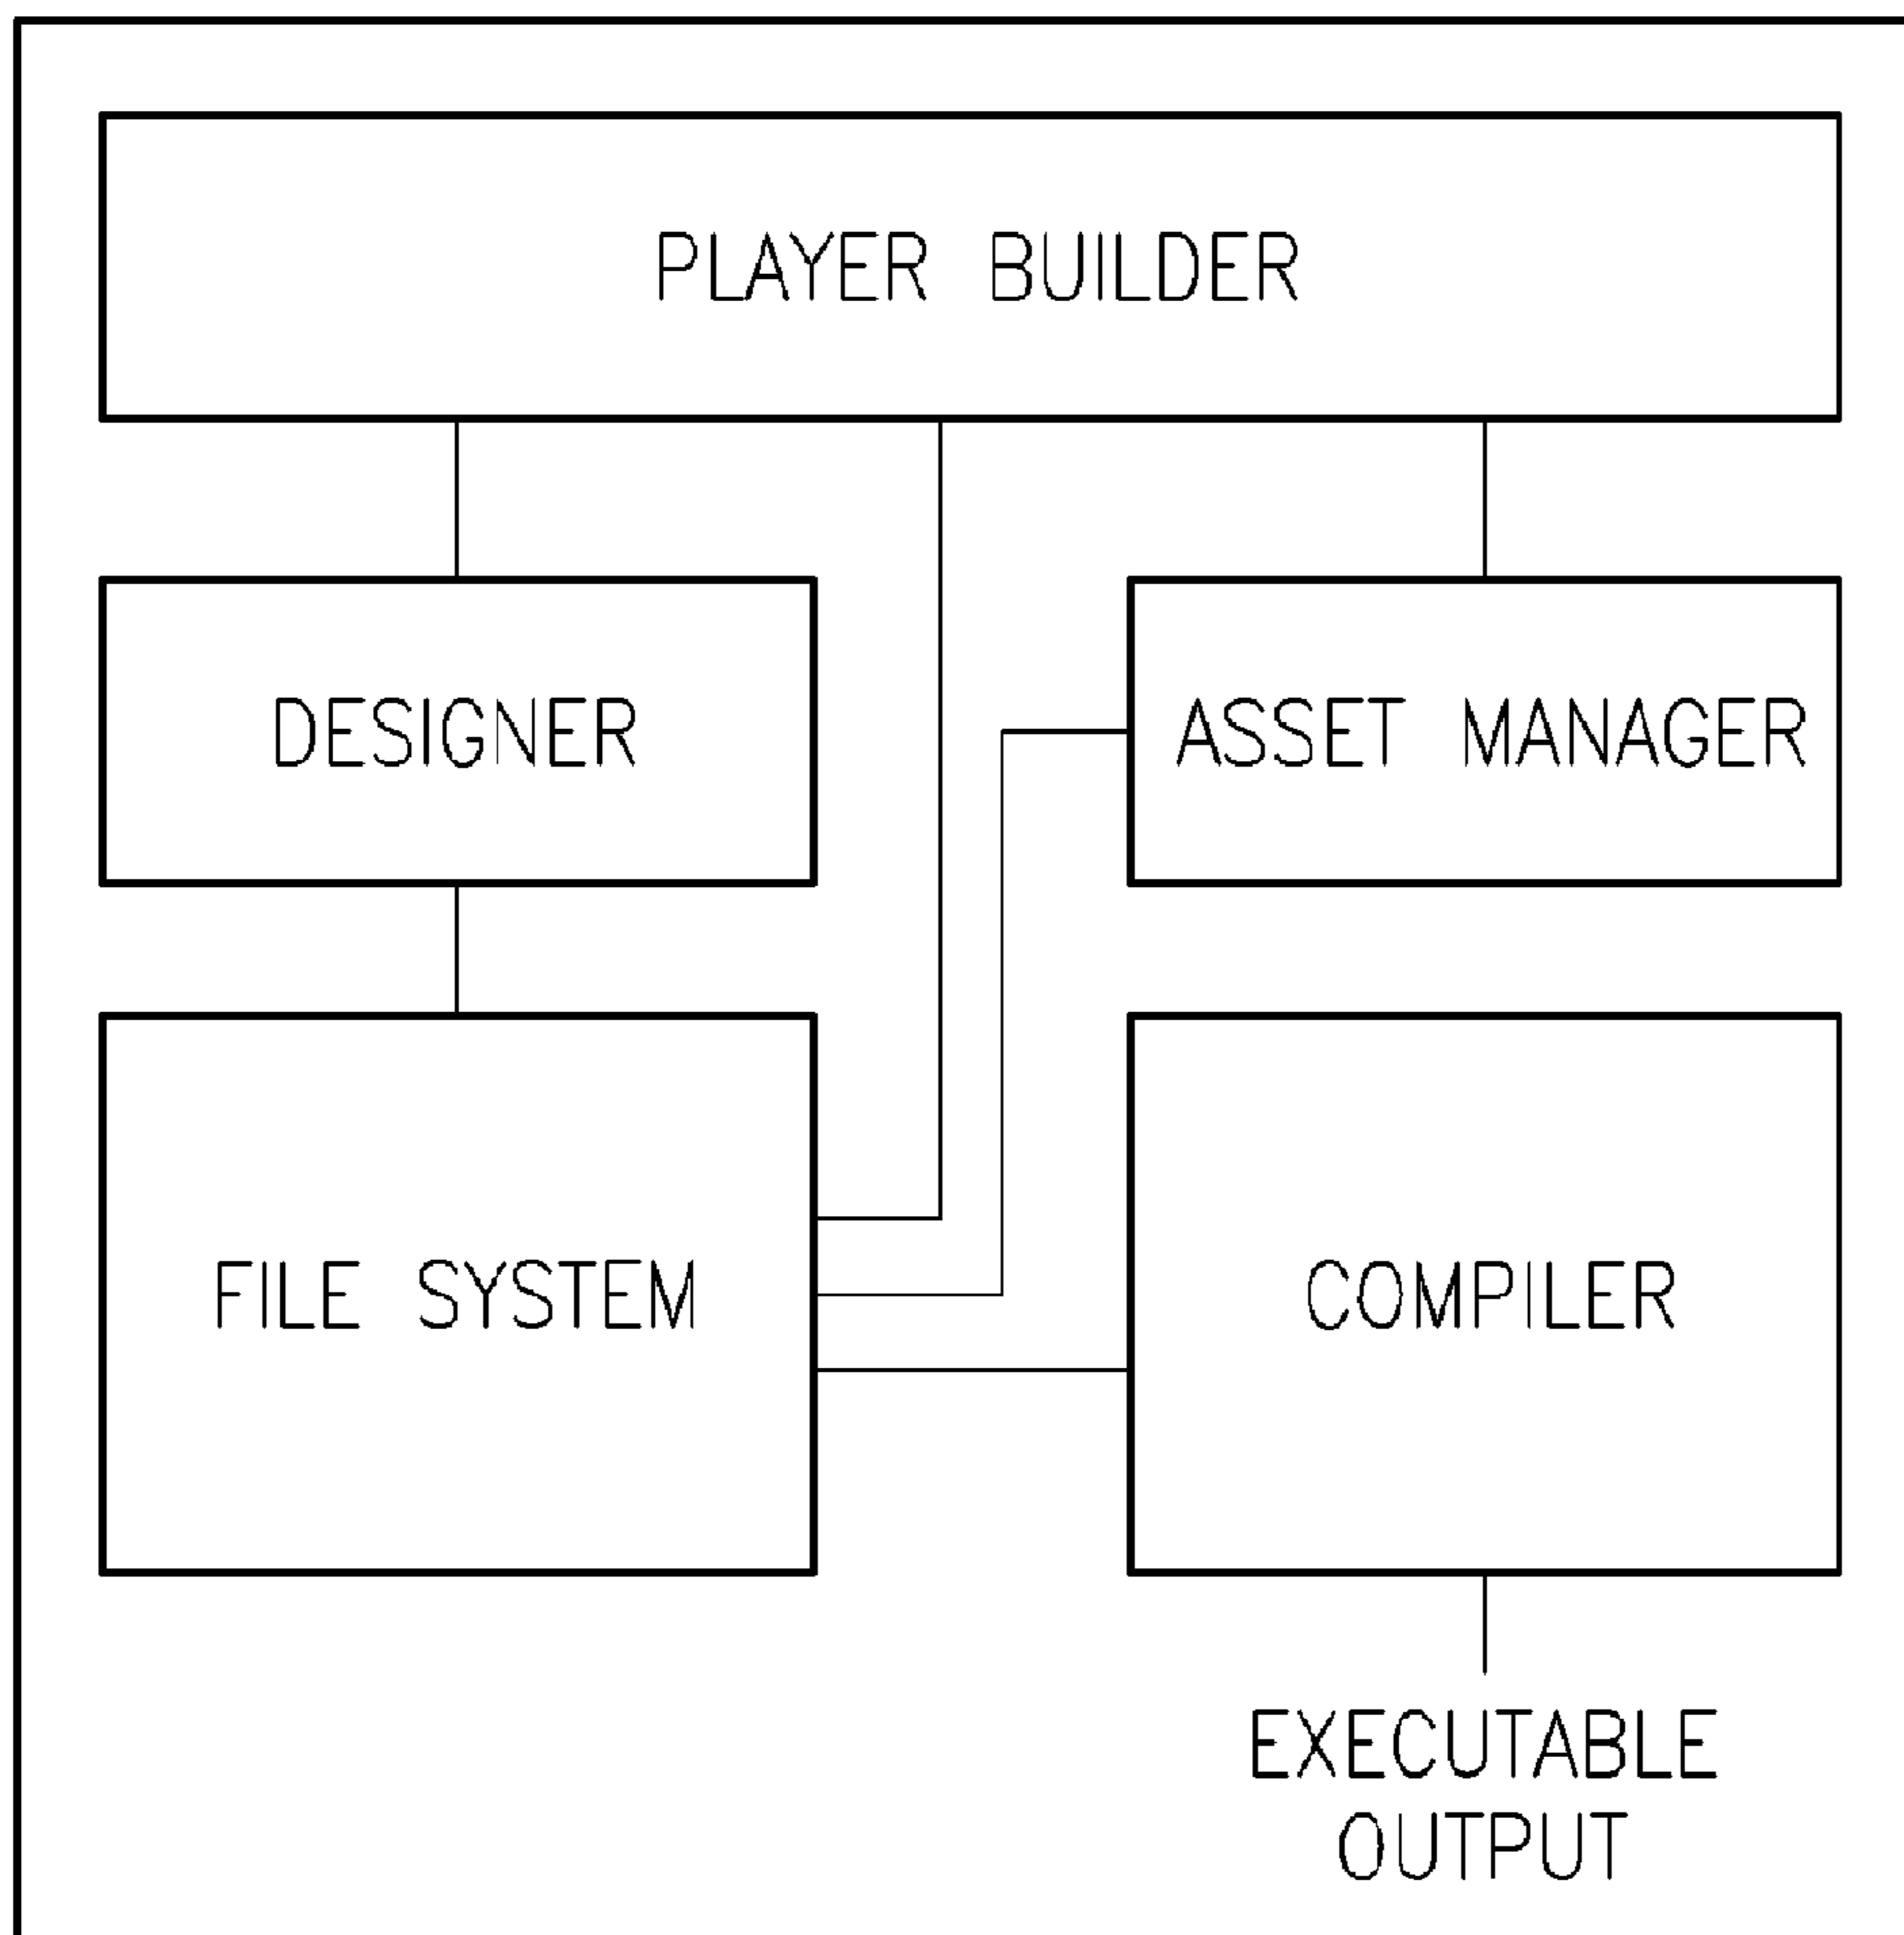 PLAYER BUILDER
DESIGNER
ASSET MANAGER
FILE SYSTEM
COMPILER
EXECUTABLE
OUTPUT